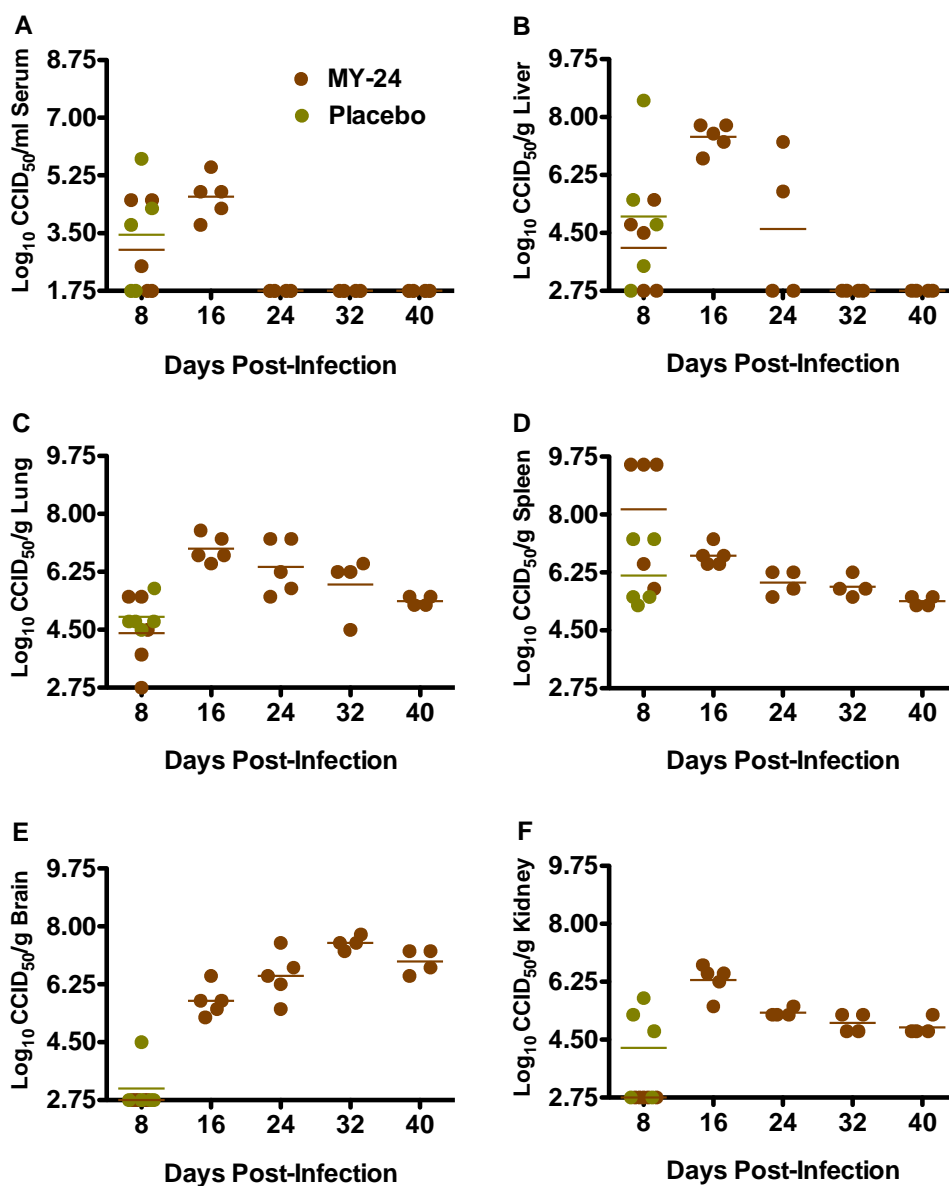 A
Log10 CCID50/ml Serum
8.75
7.00
5.25
3.50
1.75
MY-24
Placebo
8 16 24 32 40
Days Post-Infection
B
Log10 CCID50/g Liver
9.75
8.00
6.25
4.50
2.75
8 16 24 32 40
Days Post-Infection
C
Log10 CCID50/g Lung
9.75
8.00
6.25
4.50
2.75
8 16 24 32 40
Days Post-Infection
D
Log10 CCID50/g Spleen
9.75
8.00
6.25
4.50
2.75
8 16 24 32 40
Days Post-Infection
E
Log10 CCID50/g Brain
9.75
8.00
6.25
4.50
2.75
8 16 24 32 40
Days Post-Infection
F
Log10 CCID50/g Kidney
9.75
8.00
6.25
4.50
2.75
8 16 24 32 40
Days Post-Infection